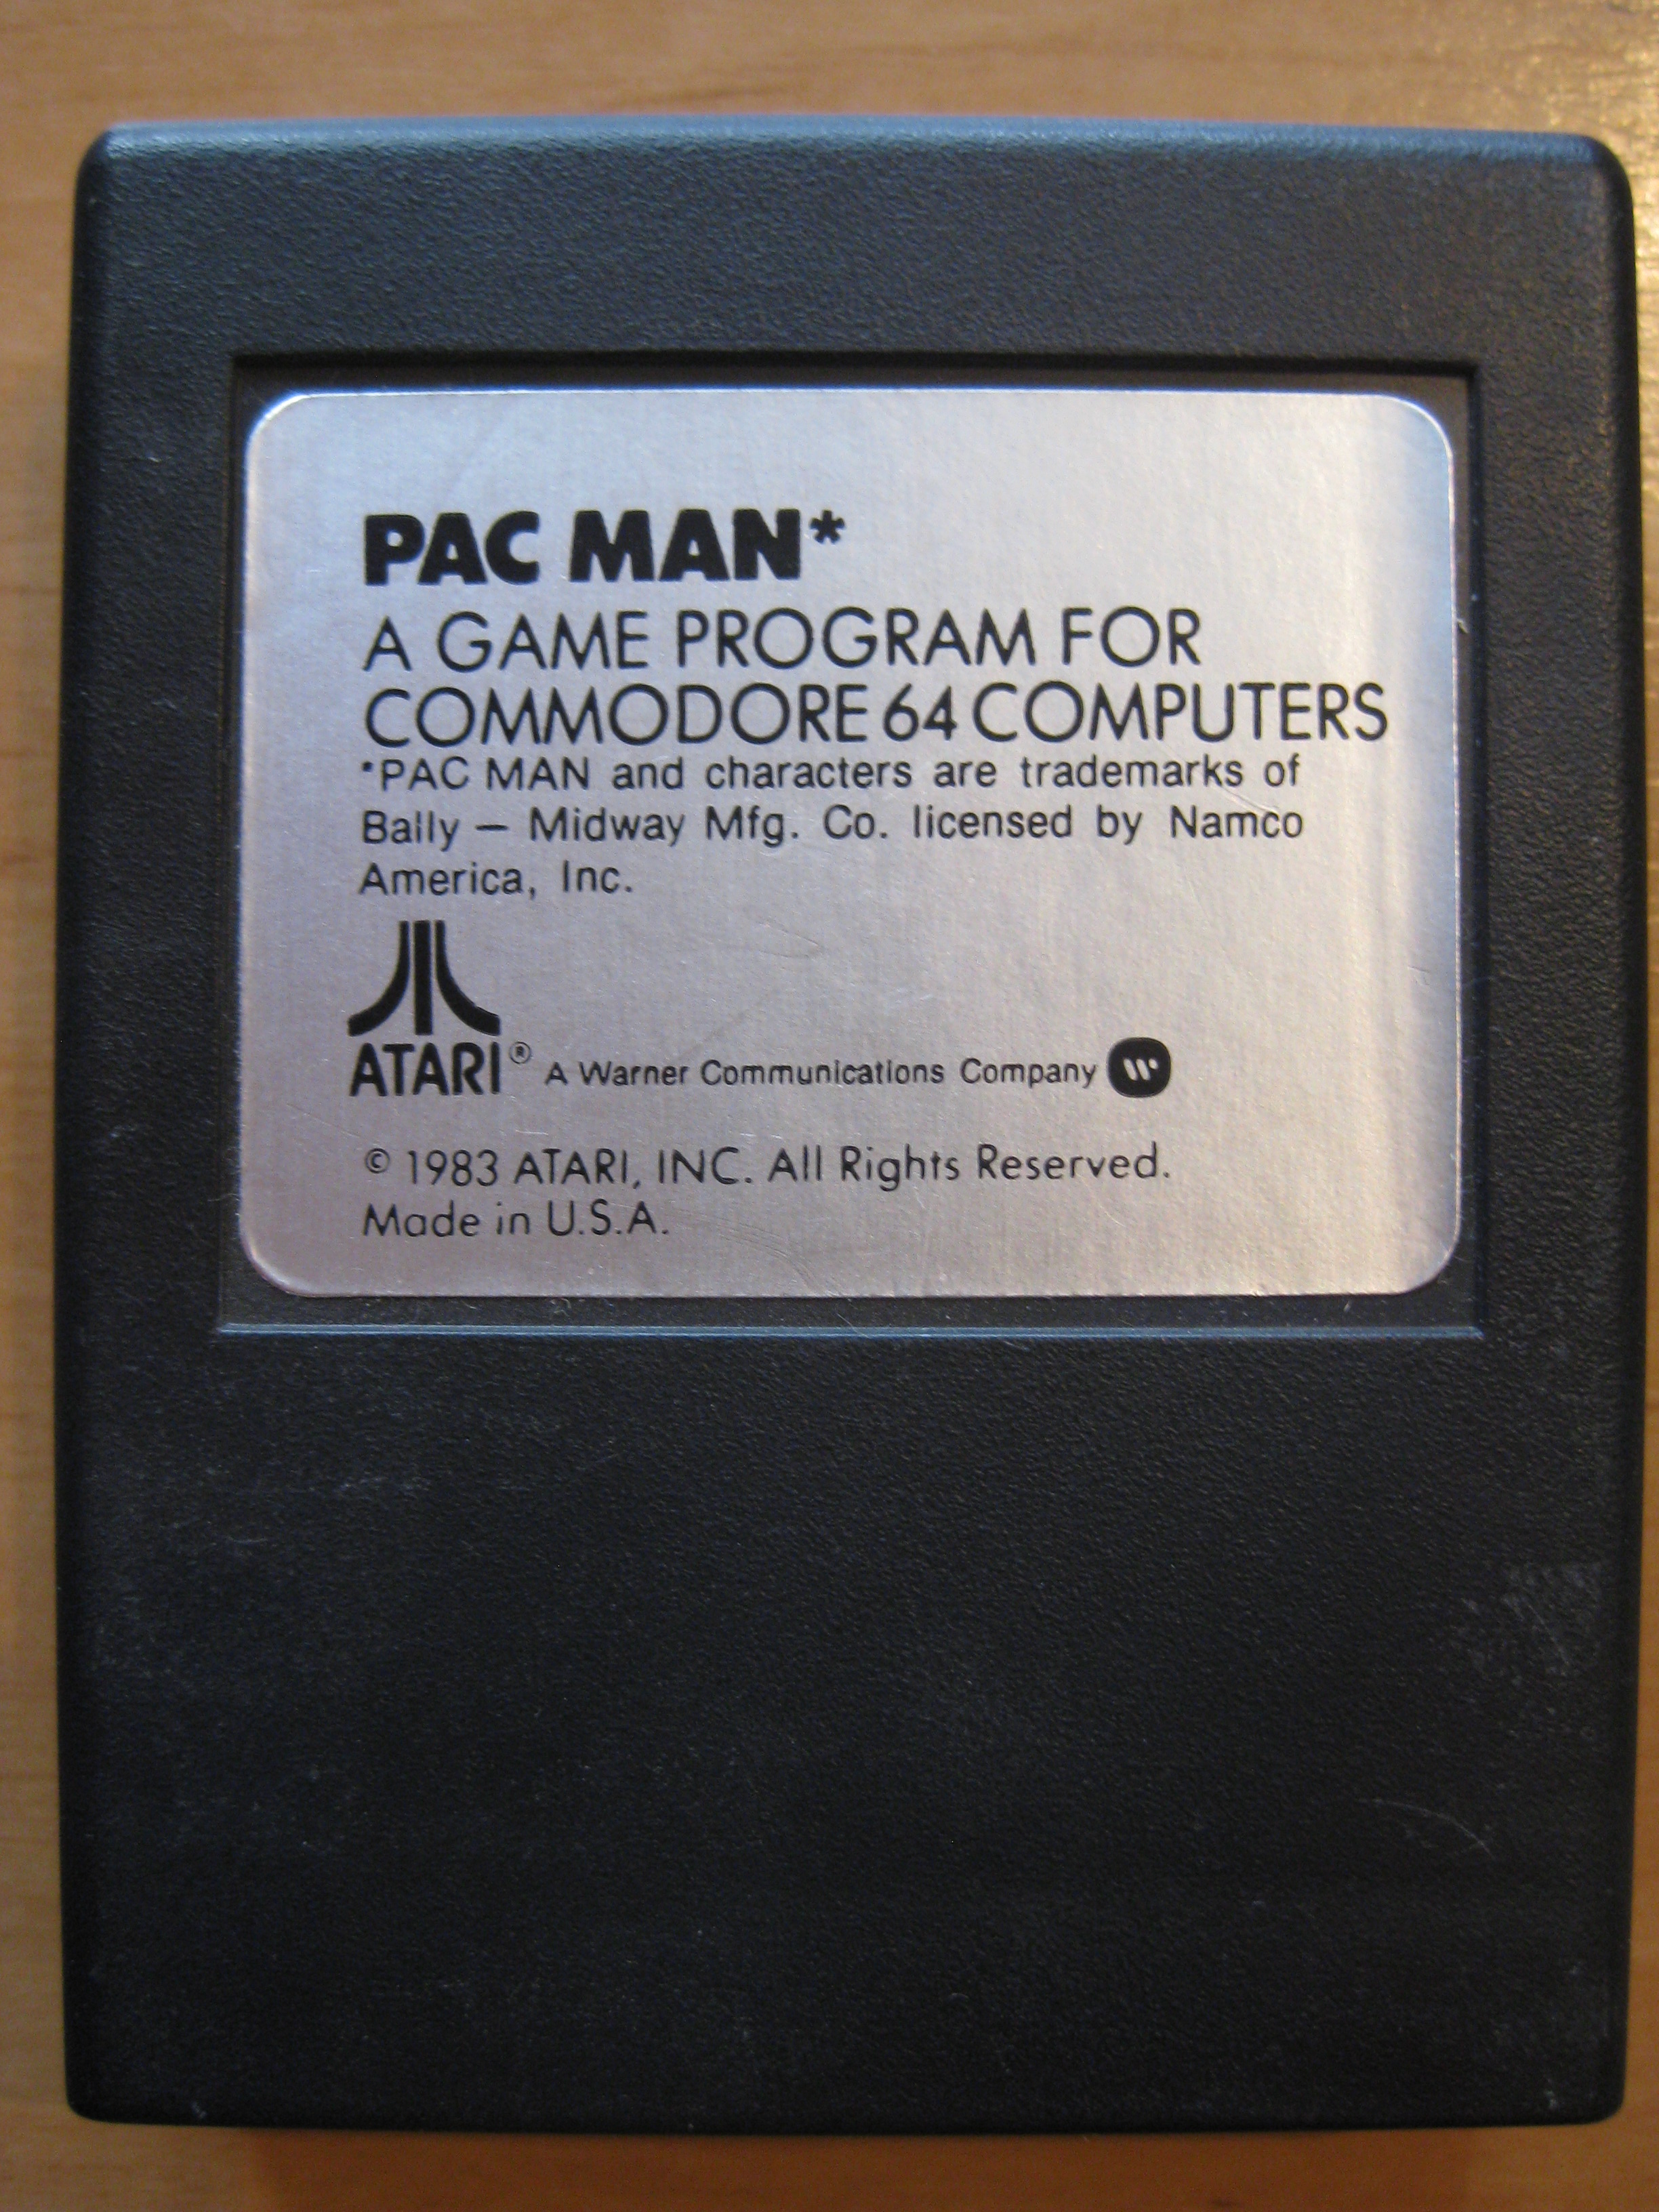 PAC MAN*
A GAME PROGRAM FOR
COMMODORE 64 COMPUTERS
*PAC MAN and characters are trademarks of
Bally — Midway Mfg. Co. licensed by Namco
America, Inc.
ATARI® A Warner Communications Company
© 1983 ATARI, INC. All Rights Reserved.
Made in U.S.A.